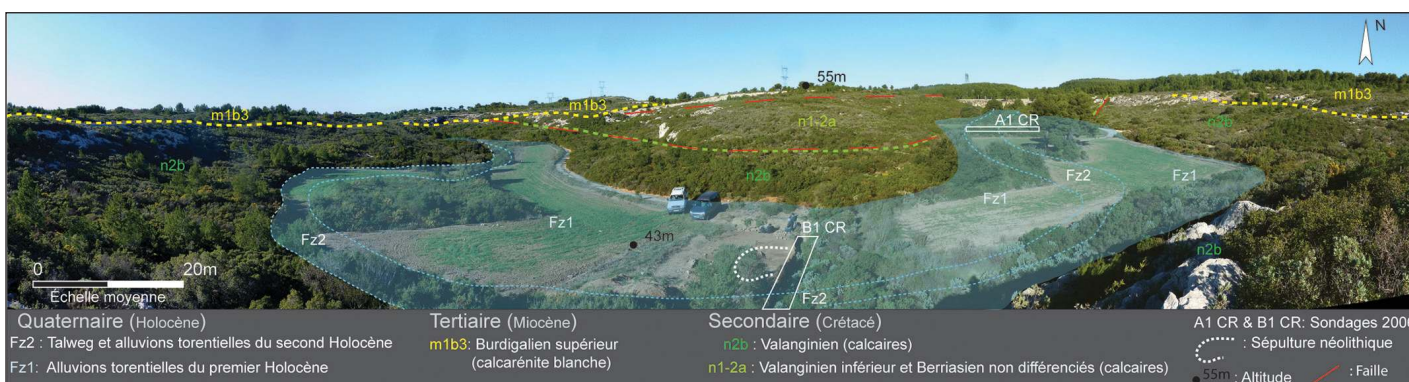 N
55m
m1b3
m1b3
m1b3
n1-2a
n2b
A1 CR
n2b
n2b
Fz2
Fz1
Fz1
Fz1
B1 CR
Fz2
43m
n2b
0 20m
Échelle moyenne
Fz2
Quaternaire (Holocène)
Fz2 : Talweg et alluvions torentielles du second Holocène
Fz1: Alluvions torentielles du premier Holocène
Tertiaire (Miocène)
m1b3: Burdigalien supérieur
(calcarénite blanche)
Secondaire (Crétacé)
n2b : Valanginien (calcaires)
n1-2a : Valanginien inférieur et Berriasien non différenciés (calcaires)
A1 CR & B1 CR: Sondages 2006
: Sépulture néolithique
55m : Altitude
: Faille